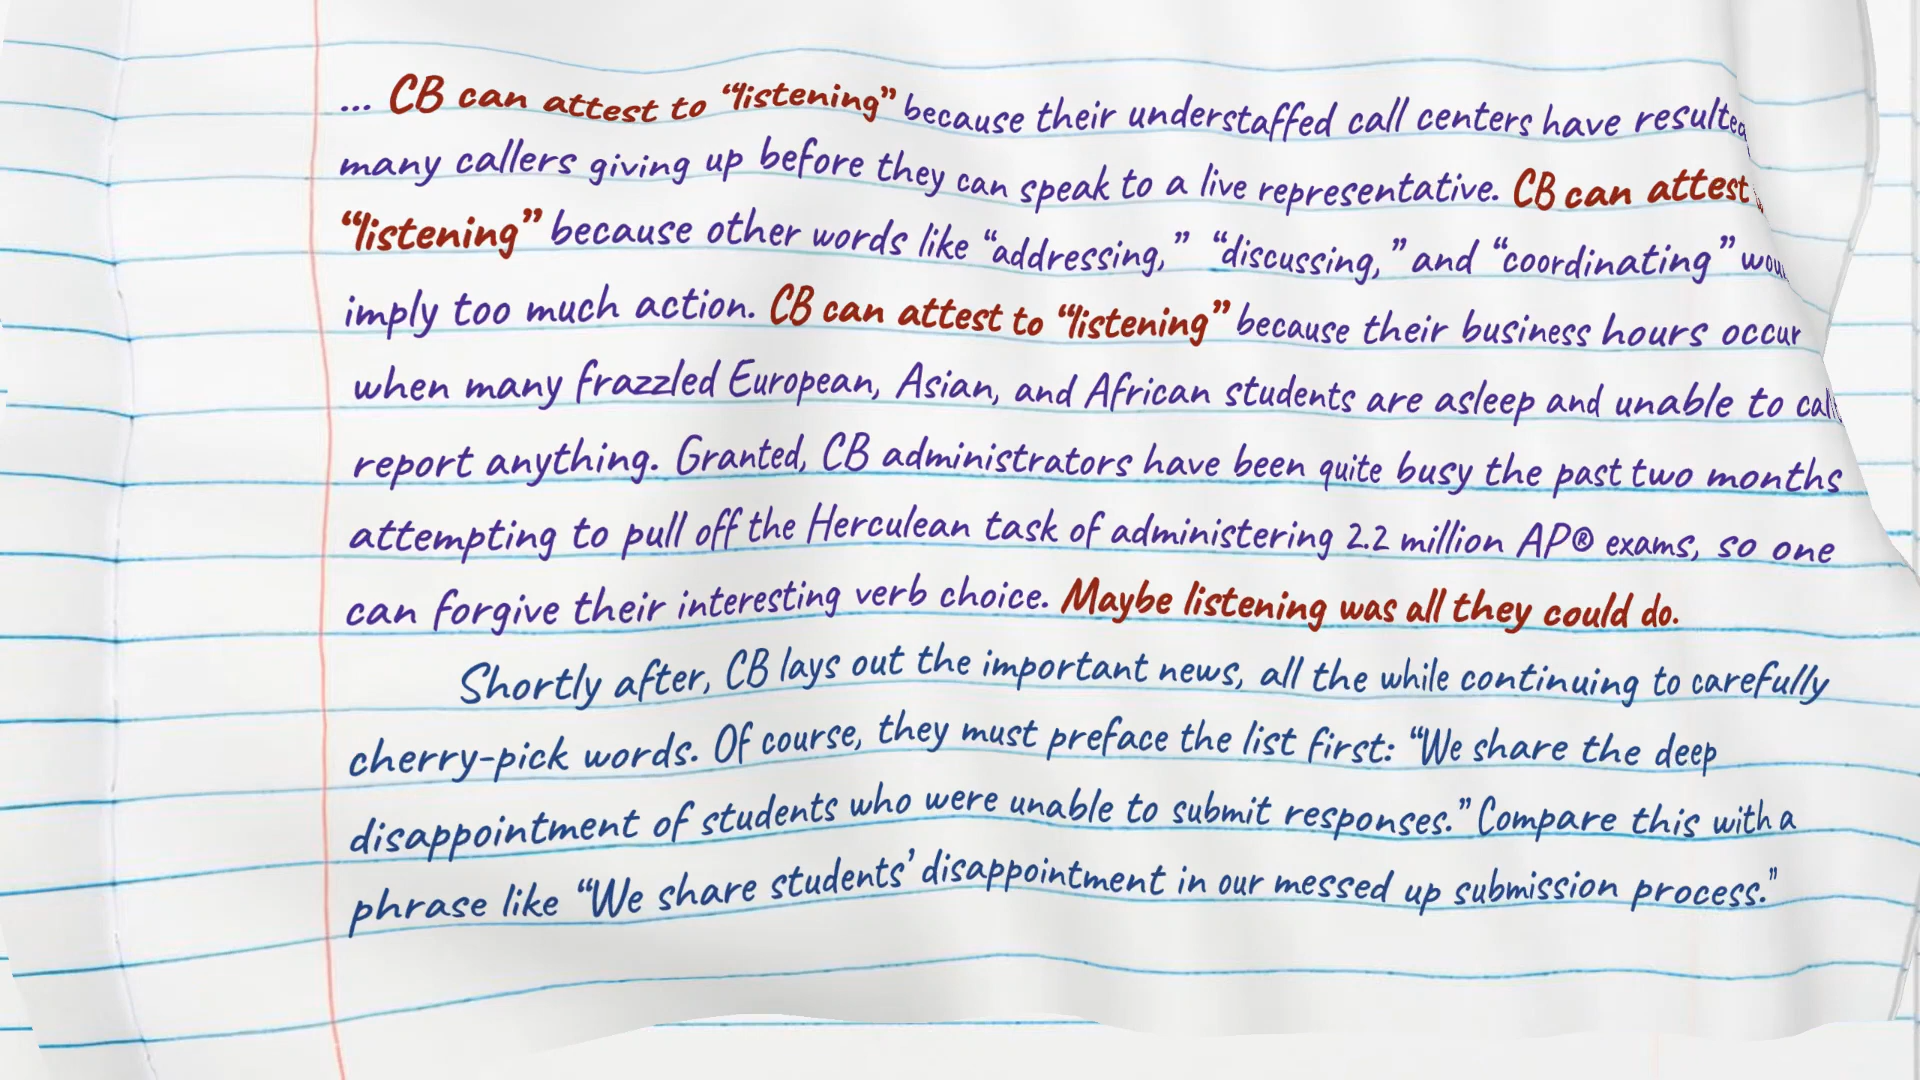 ... CB can attest to “listening” because their understaffed call centers have resulted
many callers giving up before they can speak to a live representative. CB can attest
“listening” because other words like “addressing,” “discussing,” and “coordinating”
imply too much action. CB can attest to “listening” because their business hours occur
when many frazzled European, Asian, and African students are asleep and unable to
report anything. Granted, CB administrators have been quite busy the past two months
attempting to pull off the Herculean task of administering 2.2 million AP® exams, so one
can forgive their interesting verb choice. Maybe listening was all they could do.
Shortly after, CB lays out the important news, all the while continuing to carefully
cherry-pick words. Of course, they must preface the list first: “We share the deep
disappointment of students who were unable to submit responses.” Compare this with a
phrase like “We share students’ disappointment in our messed up submission process.”